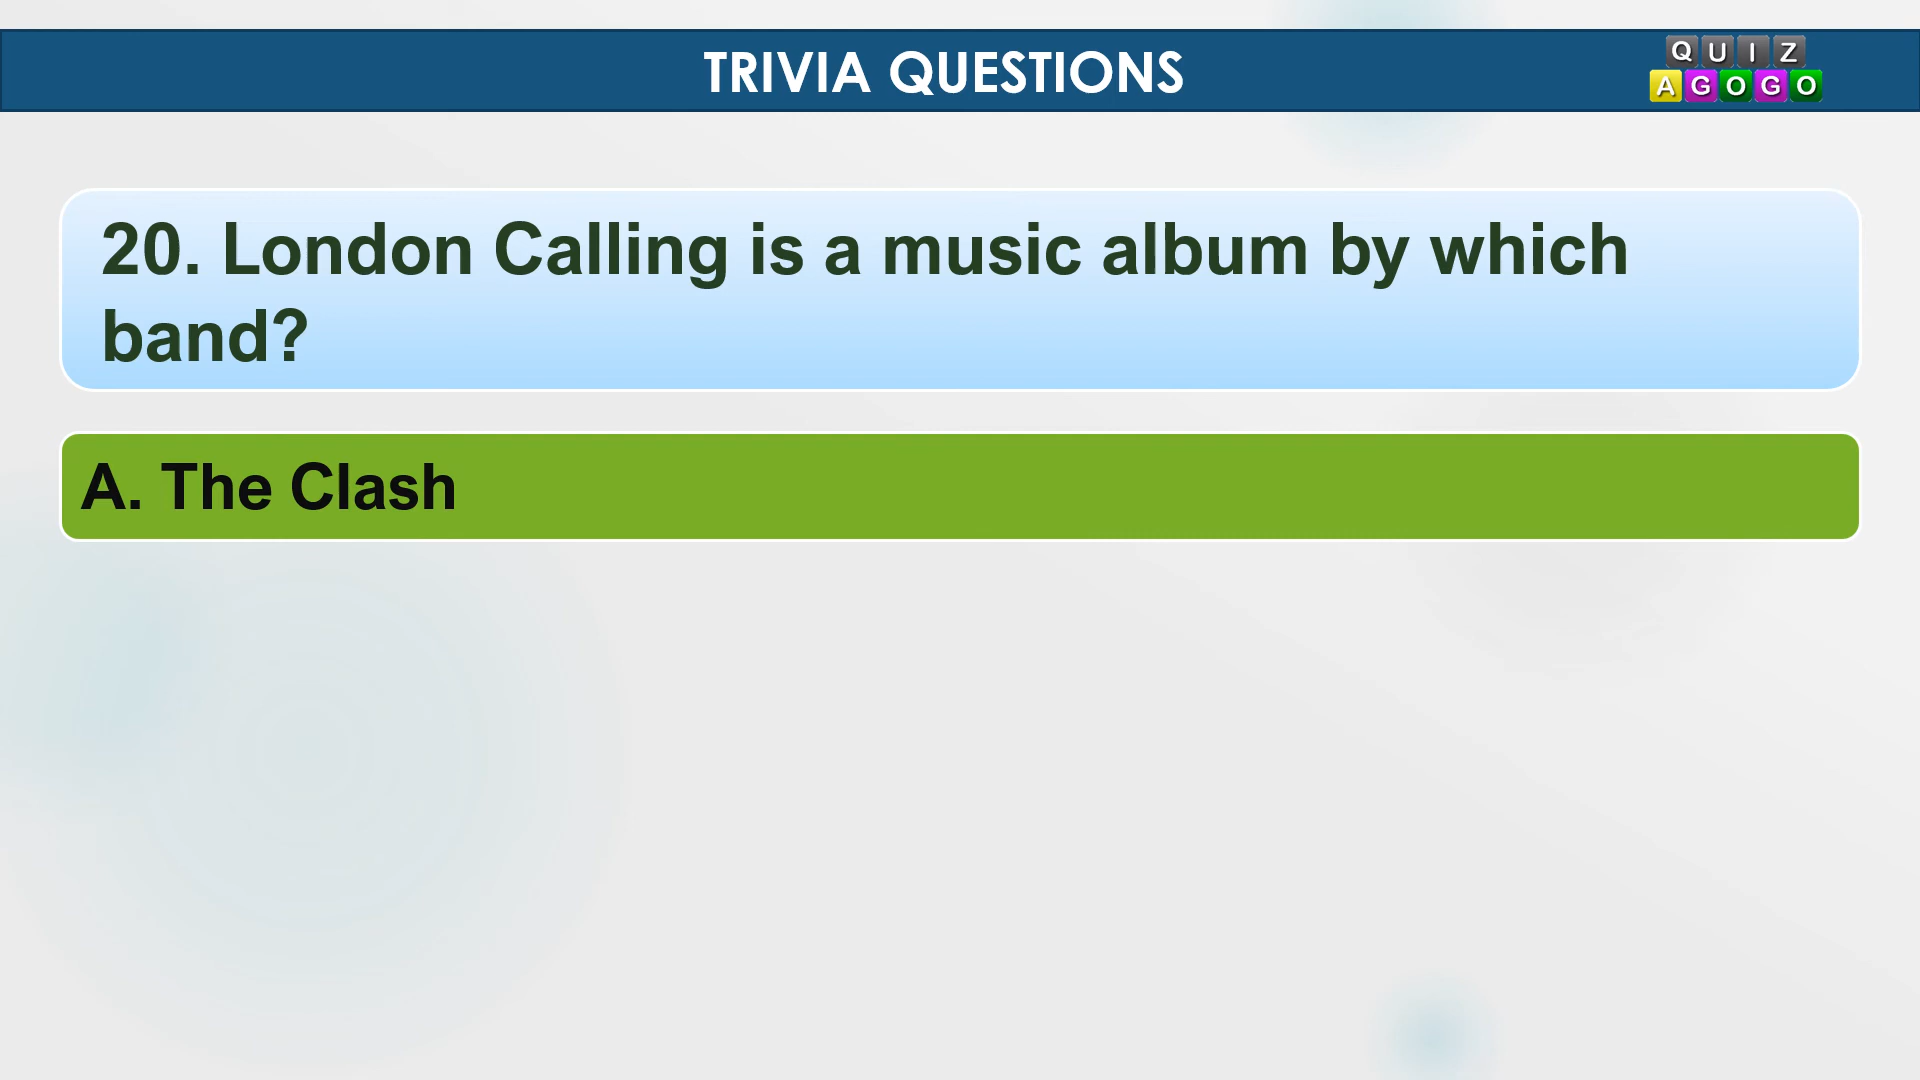 TRIVIA QUESTIONS
QUIZ
AGOGO
20. London Calling is a music album by which
band?
A. The Clash